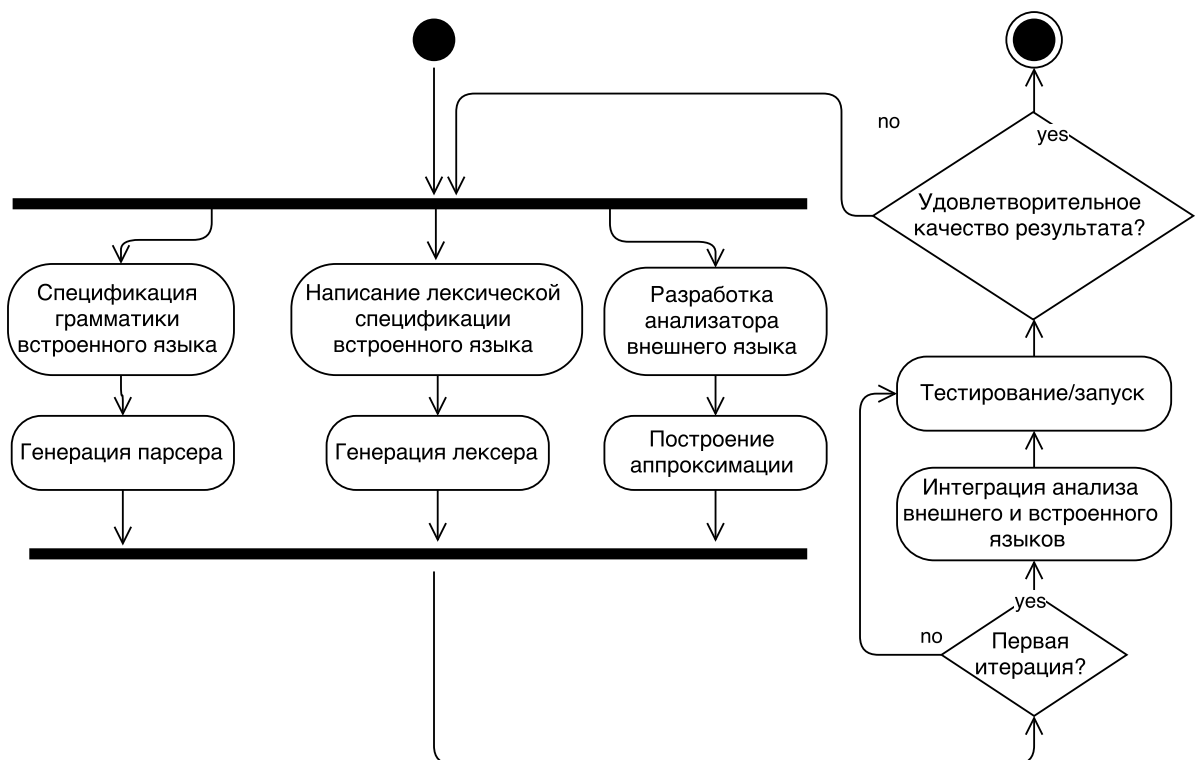 no
yes
Удовлетворительное
качество результата?
Спецификация
грамматики
встроенного языка
Написание лексической
спецификации
встроенного языка
Разработка
анализатора
внешнего языка
Тестирование/запуск
Генерация парсера
Генерация лексера
Построение
аппроксимации
Интеграция анализа
внешнего и встроенного
языков
yes
no
Первая
итерация?